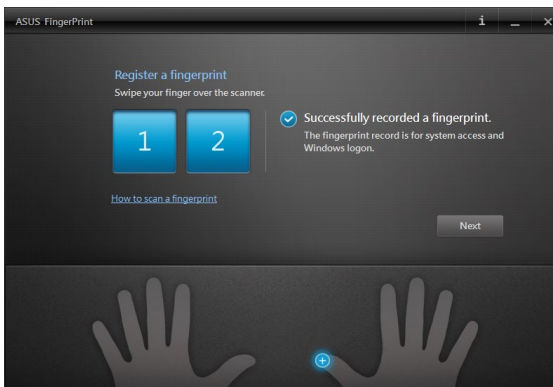 ASUS FingerPrint
Register a fingerprint
Swipe your finger over the scanner.
1 2
Successfully recorded a fingerprint.
The fingerprint record is for system access and
Windows logon.
How to scan a fingerprint
Next